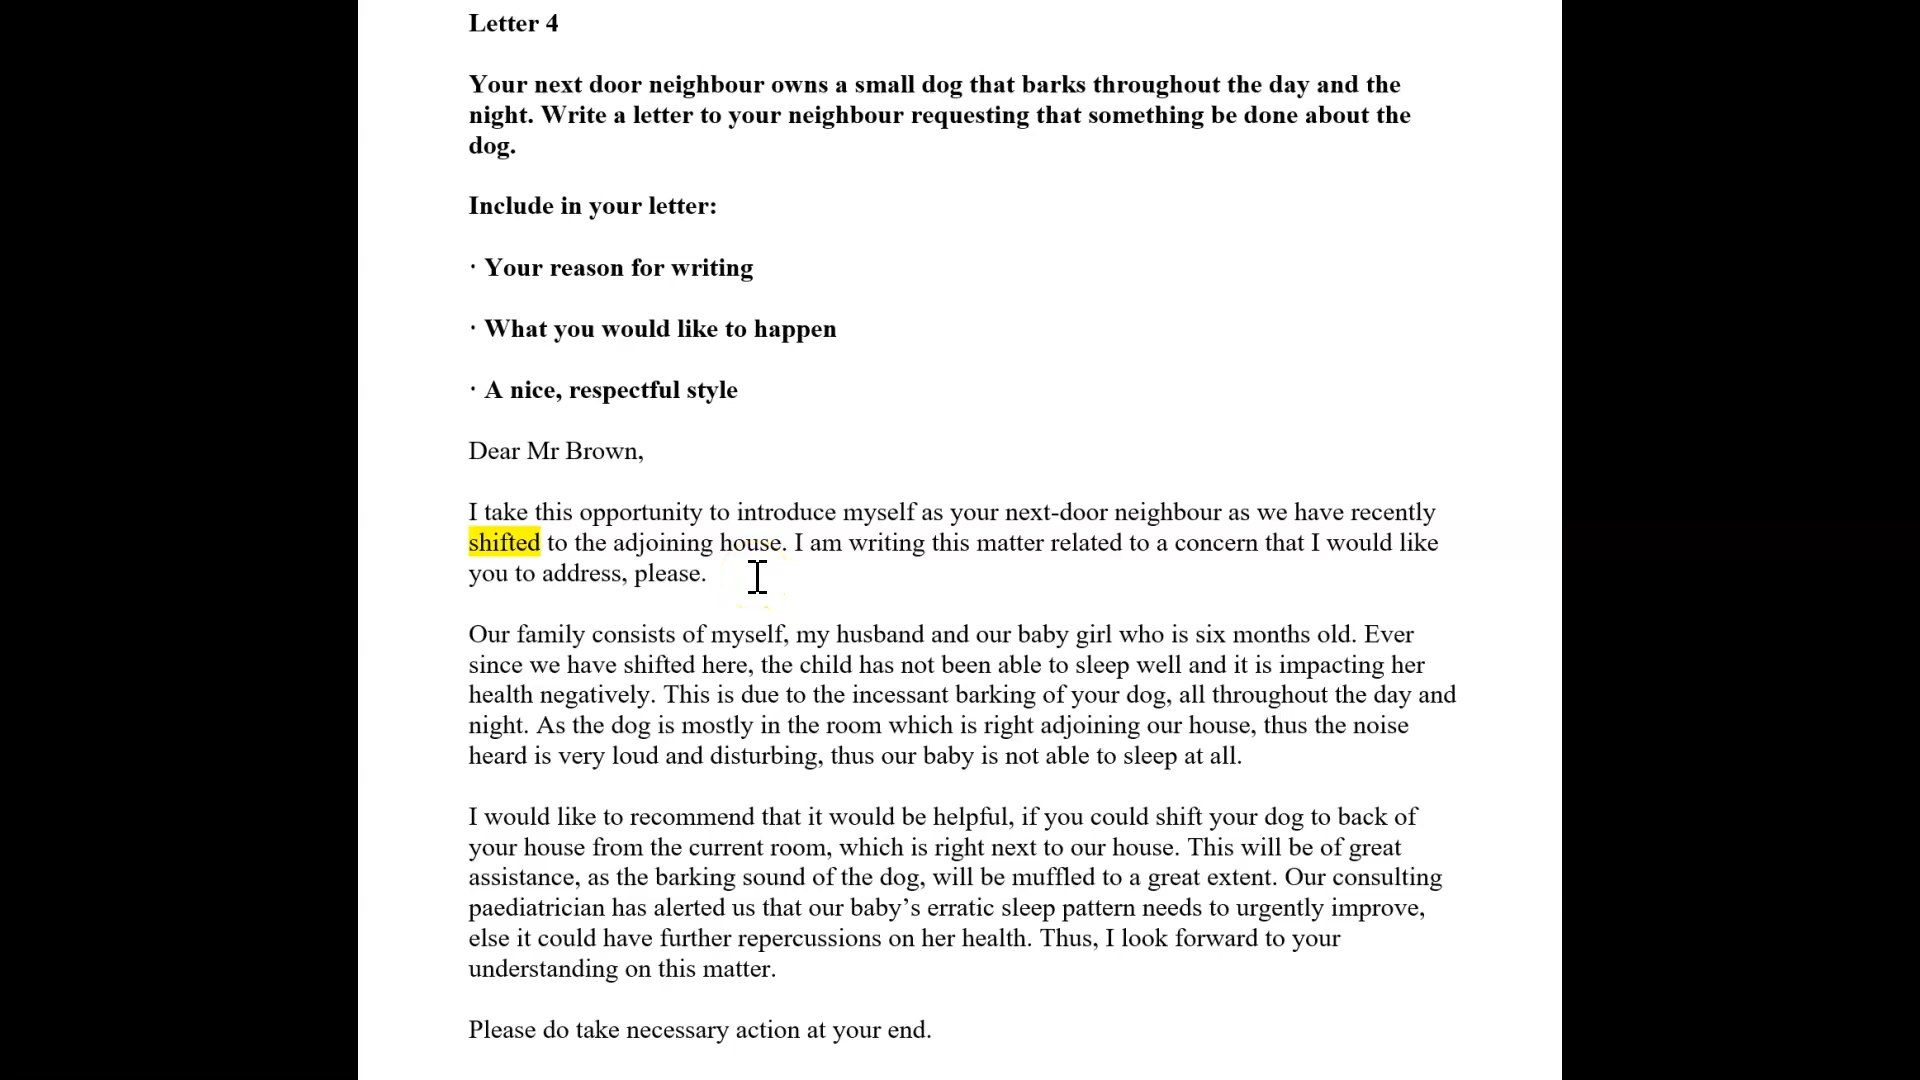 Letter 4
Your next door neighbour owns a small dog that barks throughout the day and the
night. Write a letter to your neighbour requesting that something be done about the
dog.
Include in your letter:
· Your reason for writing
· What you would like to happen
· A nice, respectful style
Dear Mr Brown,
I take this opportunity to introduce myself as your next-door neighbour as we have recently
shifted to the adjoining house. I am writing this matter related to a concern that I would like
you to address, please.
Our family consists of myself, my husband and our baby girl who is six months old. Ever
since we have shifted here, the child has not been able to sleep well and it is impacting her
health negatively. This is due to the incessant barking of your dog, all throughout the day and
night. As the dog is mostly in the room which is right adjoining our house, thus the noise
heard is very loud and disturbing, thus our baby is not able to sleep at all.
I would like to recommend that it would be helpful, if you could shift your dog to back of
your house from the current room, which is right next to our house. This will be of great
assistance, as the barking sound of the dog, will be muffled to a great extent. Our consulting
paediatrician has alerted us that our baby’s erratic sleep pattern needs to urgently improve,
else it could have further repercussions on her health. Thus, I look forward to your
understanding on this matter.
Please do take necessary action at your end.